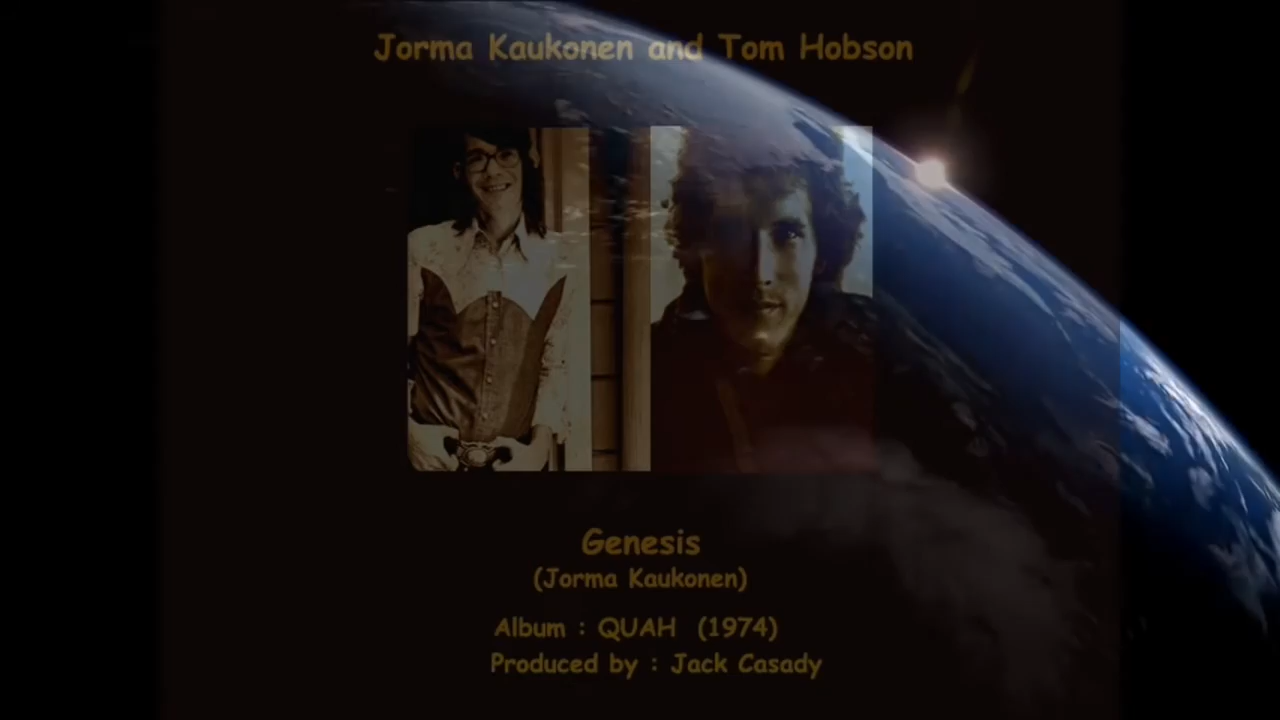 Jorma Kaukonen and Tom Hobson
Genesis
(Jorma Kaukonen)
Album : QUAH (1974)
Produced by : Jack Casady